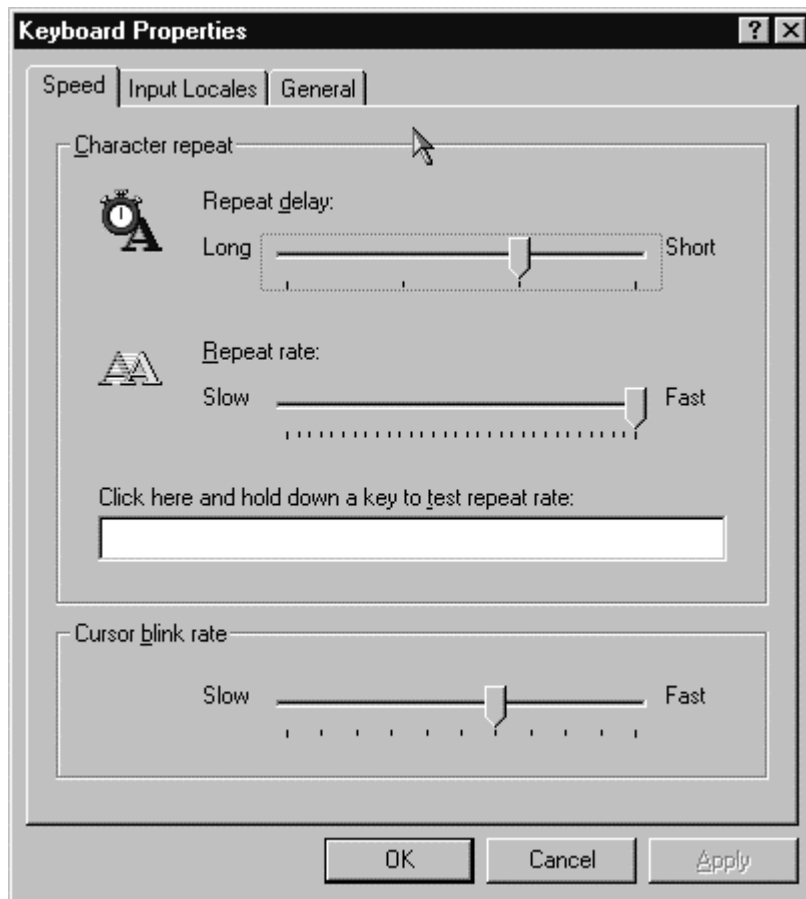 Keyboard Properties
Speed Input Locales General
Character repeat
Repeat delay:
Long Short
Repeat rate:
Slow Fast
Click here and hold down a key to test repeat rate:
Cursor blink rate
Slow Fast
OK Cancel Apply